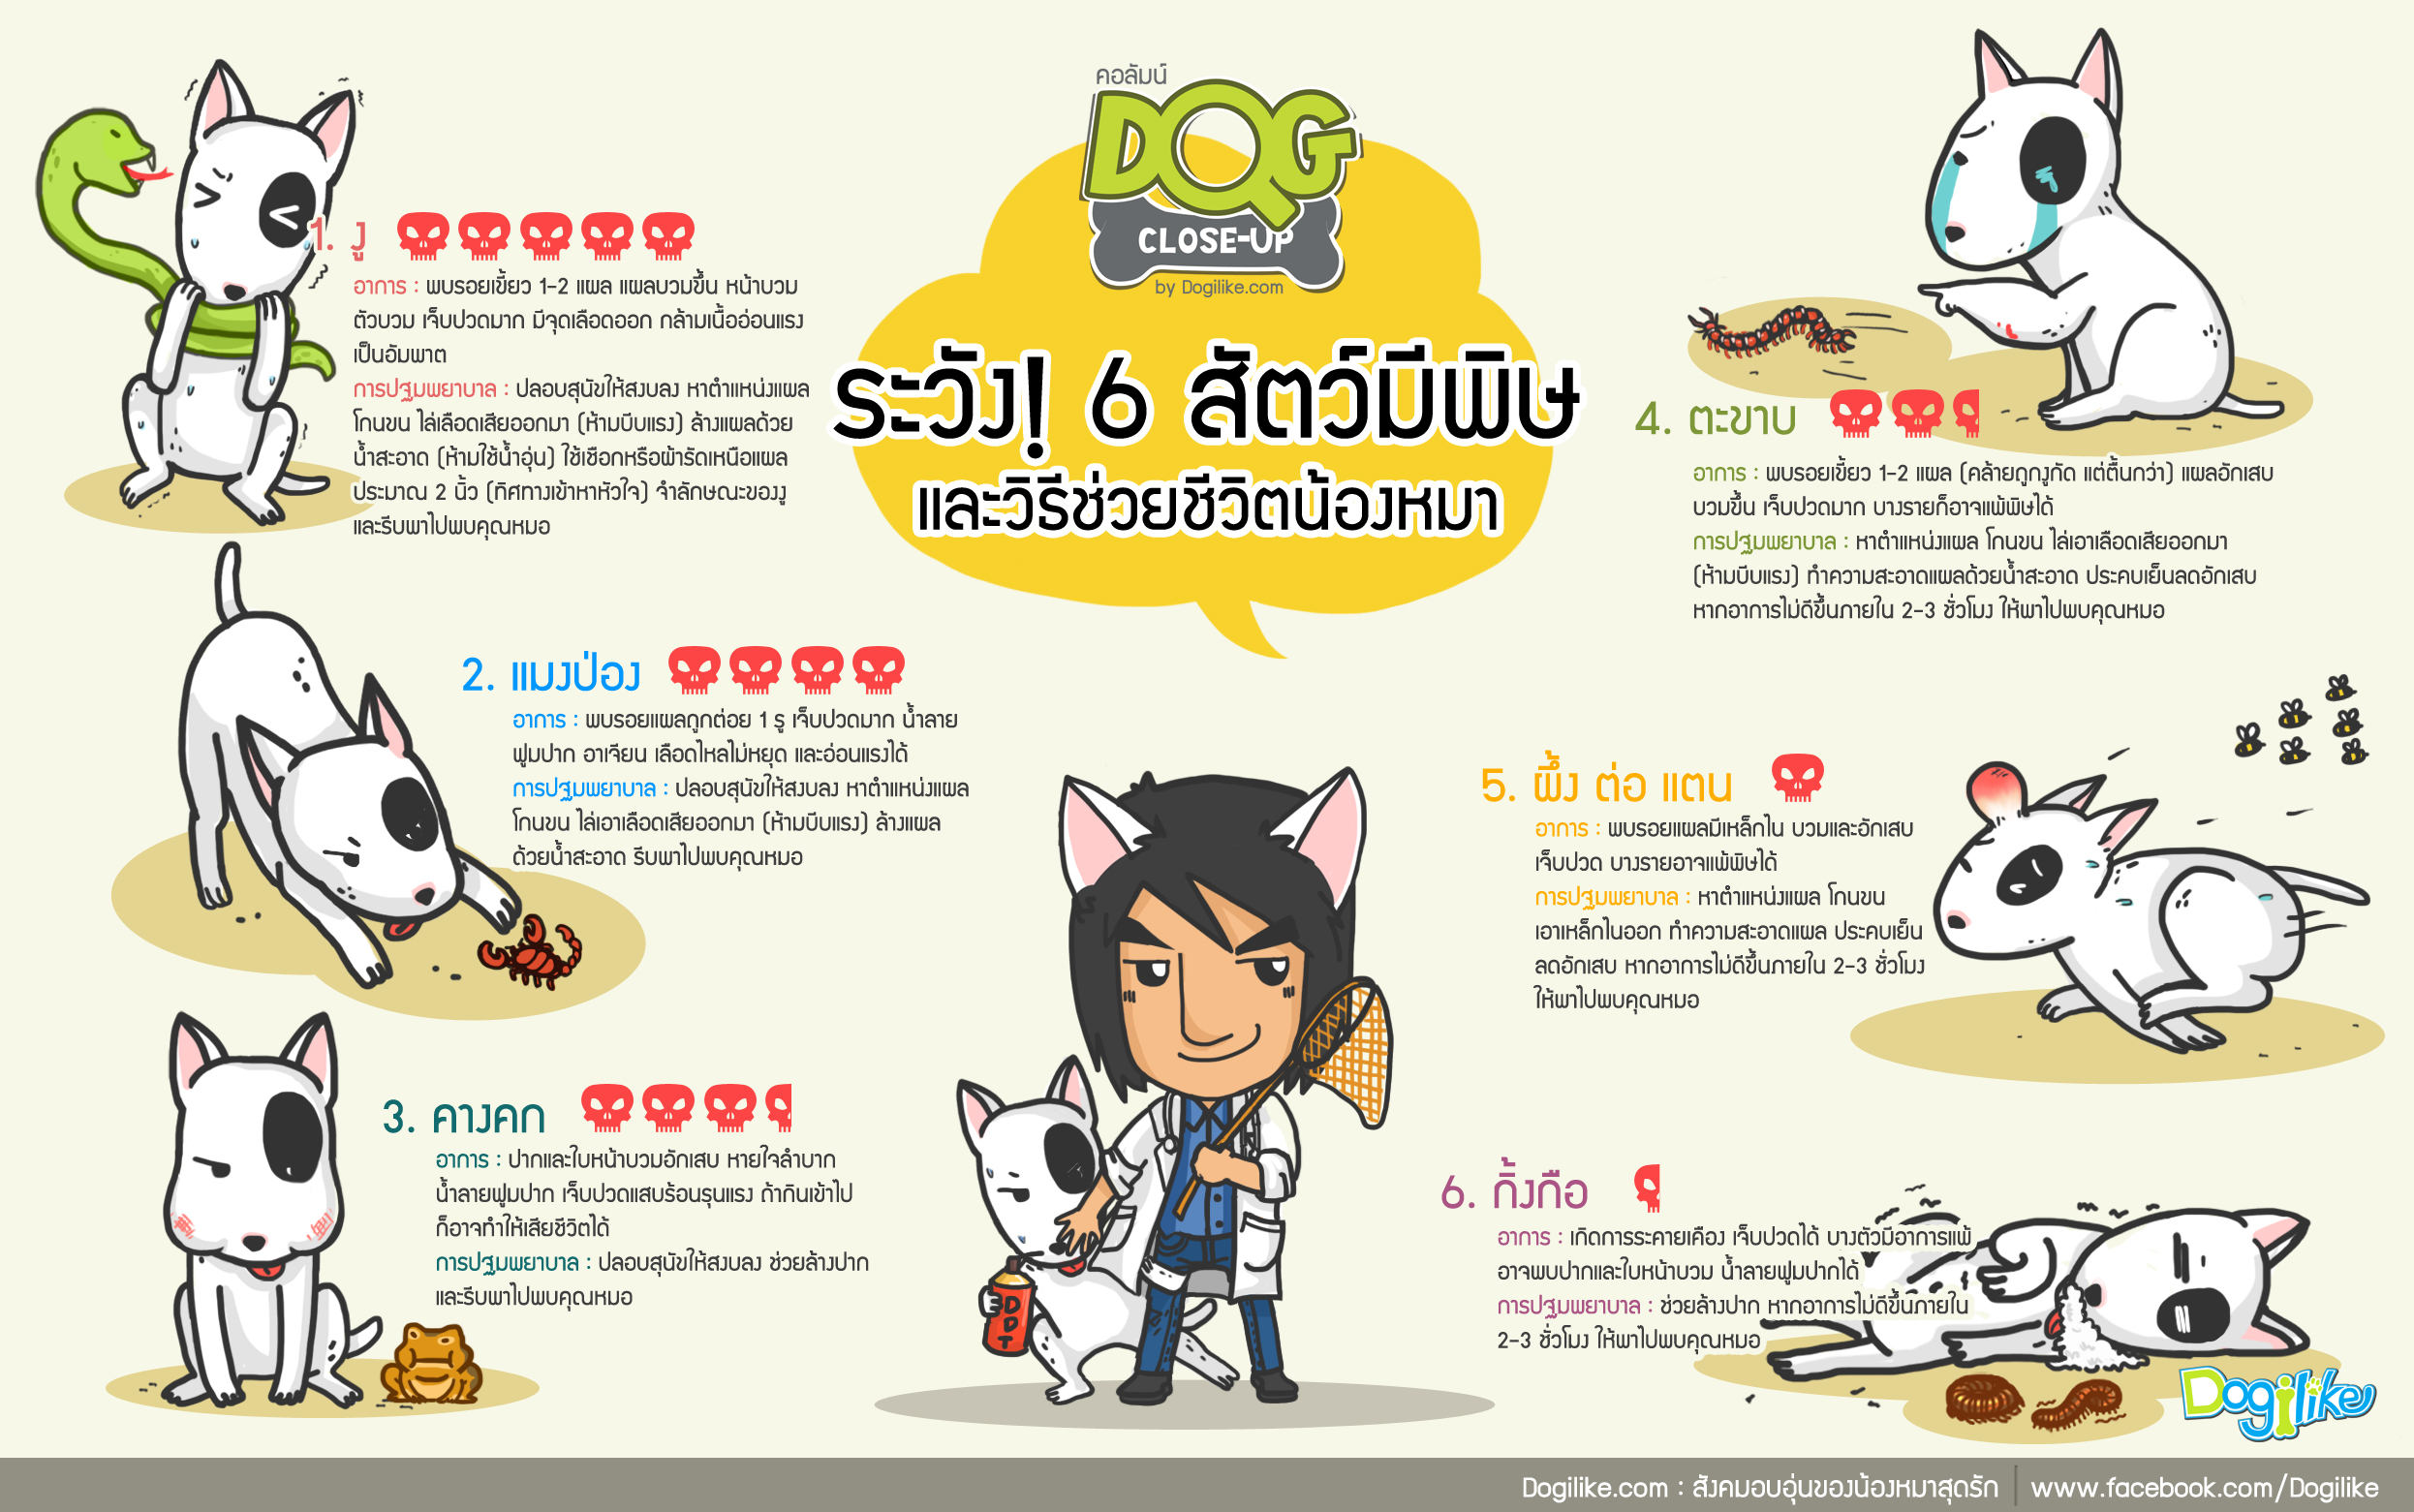 คอลัมน์
DOG
CLOSE-UP
by Dogilike.com
ระวัง! 6 สัตว์มีพิษ
และวิธีช่วยชีวิตน้องหมา
1. งู
อาการ : พบรอยเขี้ยว 1-2 แผล แผลบวมขึ้น หน้าบวม
ตัวบวม เจ็บปวดมาก มีจุดเลือดออก กล้ามเนื้ออ่อนแรง
เป็นอัมพาต
การปฐมพยาบาล : ปลอบสุนัขให้สงบลง หาตำแหน่งแผล
โกนขน ไล่เลือดเสียออกมา (ห้ามบีบแรง) ล้างแผลด้วย
น้ำสะอาด (ห้ามใช้น้ำอุ่น) ใช้เชือกหรือผ้ารัดเหนือแผล
ประมาณ 2 นิ้ว (ทิศทางเข้าหาหัวใจ) จำลักษณะของงู
และรีบพาไปพบคุณหมอ
2. แมงป่อง
อาการ : พบรอยแผลถูกต่อย 1 รู เจ็บปวดมาก น้ำลาย
ฟูมปาก อาเจียน เลือดไหลไม่หยุด และอ่อนแรงได้
การปฐมพยาบาล : ปลอบสุนัขให้สงบลง หาตำแหน่งแผล
โกนขน ไล่เอาเลือดเสียออกมา (ห้ามบีบแรง) ล้างแผล
ด้วยน้ำสะอาด รีบพาไปพบคุณหมอ
3. คางคก
อาการ : ปากและใบหน้าบวมอักเสบ หายใจลำบาก
น้ำลายฟูมปาก เจ็บปวดแสบร้อนรุนแรง ถ้ากินเข้าไป
ก็อาจทำให้เสียชีวิตได้
การปฐมพยาบาล : ปลอบสุนัขให้สงบลง ช่วยล้างปาก
และรีบพาไปพบคุณหมอ
DDT
4. ตะขาบ
อาการ : พบรอยเขี้ยว 1-2 แผล (คล้ายถูกงูกัด แต่ตื้นกว่า) แผลอักเสบ
บวมขึ้น เจ็บปวดมาก บางรายก็อาจแพ้พิษได้
การปฐมพยาบาล : หาตำแหน่งแผล โกนขน ไล่เอาเลือดเสียออกมา
(ห้ามบีบแรง) ทำความสะอาดแผลด้วยน้ำสะอาด ประคบเย็นลดอักเสบ
หากอาการไม่ดีขึ้นภายใน 2-3 ชั่วโมง ให้พาไปพบคุณหมอ
5. ผึ้ง ต่อ แตน
อาการ : พบรอยแผลมีเหล็กไน บวมและอักเสบ
เจ็บปวด บางรายอาจแพ้พิษได้
การปฐมพยาบาล : หาตำแหน่งแผล โกนขน
เอาเหล็กไนออก ทำความสะอาดแผล ประคบเย็น
ลดอักเสบ หากอาการไม่ดีขึ้นภายใน 2-3 ชั่วโมง
ให้พาไปพบคุณหมอ
6. กิ้งกือ
อาการ : เกิดการระคายเคือง เจ็บปวดได้ บางตัวมีอาการแพ้
อาจพบปากและใบหน้าบวม น้ำลายฟูมปากได้
การปฐมพยาบาล : ช่วยล้างปาก หากอาการไม่ดีขึ้นภายใน
2-3 ชั่วโมง ให้พาไปพบคุณหมอ
Dogilike
Dogilike.com : สังคมอบอุ่นของน้องหมาสุดรัก | www.facebook.com/Dogilike